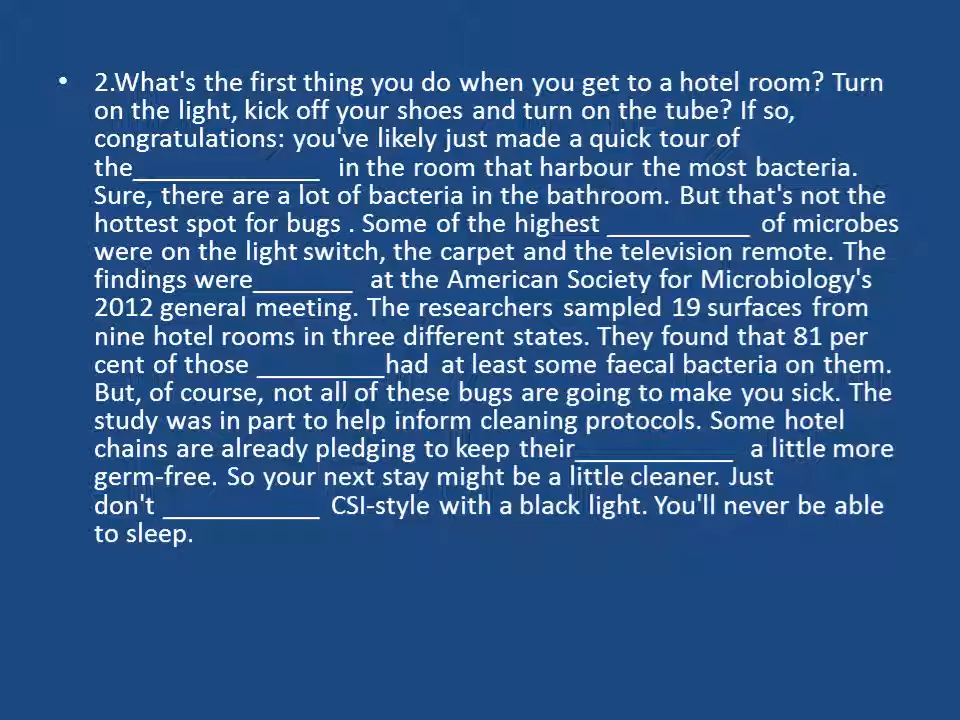 • 2.What's the first thing you do when you get to a hotel room? Turn
on the light, kick off your shoes and turn on the tube? If so,
congratulations: you've likely just made a quick tour of
the______________ in the room that harbour the most bacteria.
Sure, there are a lot of bacteria in the bathroom. But that's not the
hottest spot for bugs . Some of the highest __________ of microbes
were on the light switch, the carpet and the television remote. The
findings were_______ at the American Society for Microbiology's
2012 general meeting. The researchers sampled 19 surfaces from
nine hotel rooms in three different states. They found that 81 per
cent of those _________had at least some faecal bacteria on them.
But, of course, not all of these bugs are going to make you sick. The
study was in part to help inform cleaning protocols. Some hotel
chains are already pledging to keep their___________ a little more
germ-free. So your next stay might be a little cleaner. Just
don't ___________ CSI-style with a black light. You'll never be able
to sleep.